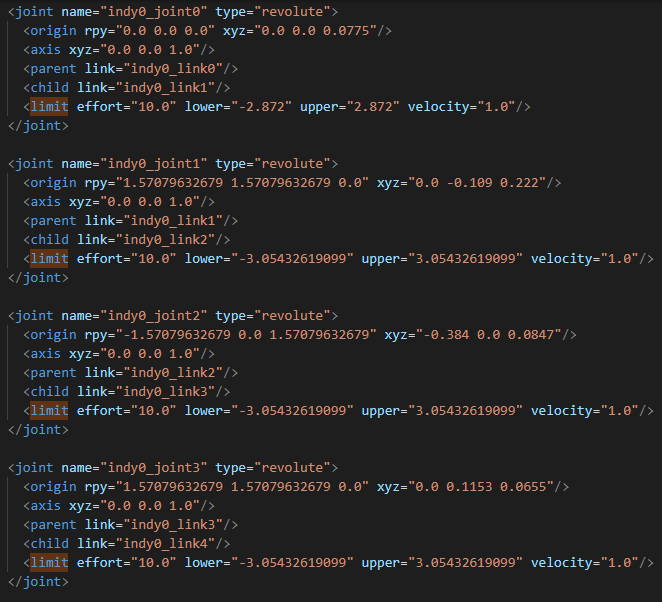 <joint name="indy0_joint0" type="revolute">
<origin rpy="0.0 0.0 0.0" xyz="0.0 0.0 0.0775"/>
<axis xyz="0.0 0.0 1.0"/>
<parent link="indy0_link0"/>
<child link="indy0_link1"/>
<limit effort="10.0" lower="-2.872" upper="2.872" velocity="1.0"/>
</joint>
<joint name="indy0_joint1" type="revolute">
<origin rpy="1.57079632679 1.57079632679 0.0" xyz="0.0 -0.109 0.222"/>
<axis xyz="0.0 0.0 1.0"/>
<parent link="indy0_link1"/>
<child link="indy0_link2"/>
<limit effort="10.0" lower="-3.05432619099" upper="3.05432619099" velocity="1.0"/>
</joint>
<joint name="indy0_joint2" type="revolute">
<origin rpy="-1.57079632679 0.0 1.57079632679" xyz="-0.384 0.0 0.0847"/>
<axis xyz="0.0 0.0 1.0"/>
<parent link="indy0_link2"/>
<child link="indy0_link3"/>
<limit effort="10.0" lower="-3.05432619099" upper="3.05432619099" velocity="1.0"/>
</joint>
<joint name="indy0_joint3" type="revolute">
<origin rpy="1.57079632679 1.57079632679 0.0" xyz="0.0 0.1153 0.0655"/>
<axis xyz="0.0 0.0 1.0"/>
<parent link="indy0_link3"/>
<child link="indy0_link4"/>
<limit effort="10.0" lower="-3.05432619099" upper="3.05432619099" velocity="1.0"/>
</joint>